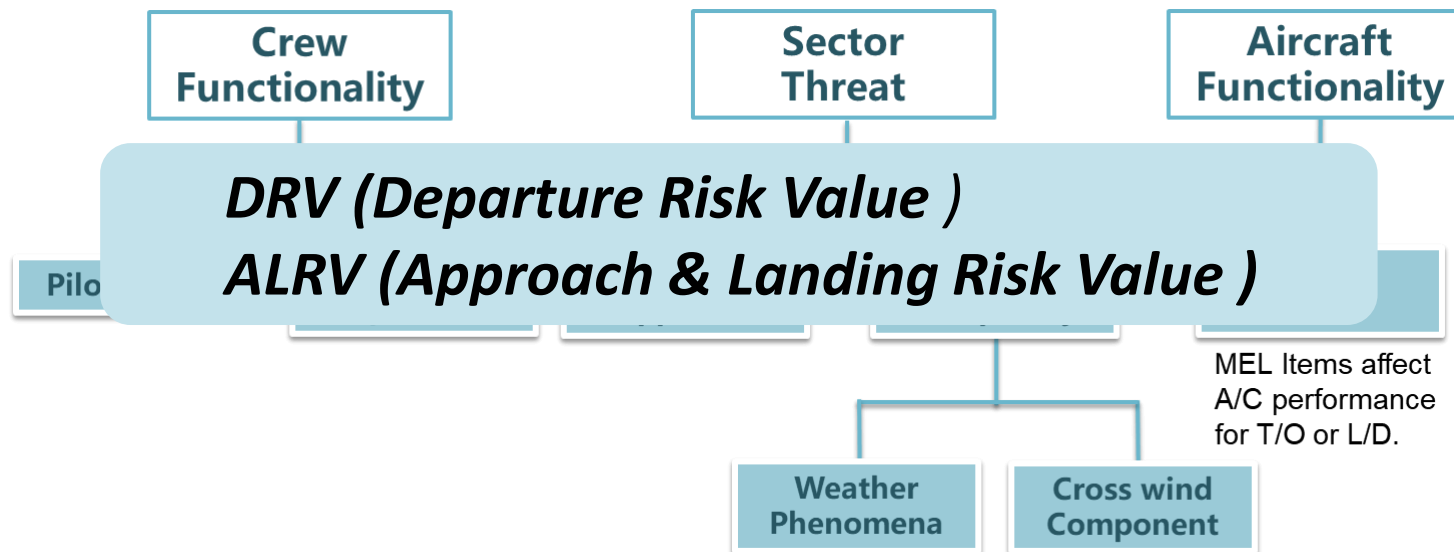 Crew
Functionality
Sector
Threat
Aircraft
Functionality
DRV (Departure Risk Value )
ALRV (Approach & Landing Risk Value )
MEL Items affect
A/C performance
for T/O or L/D.
Weather
Phenomena
Cross wind
Component